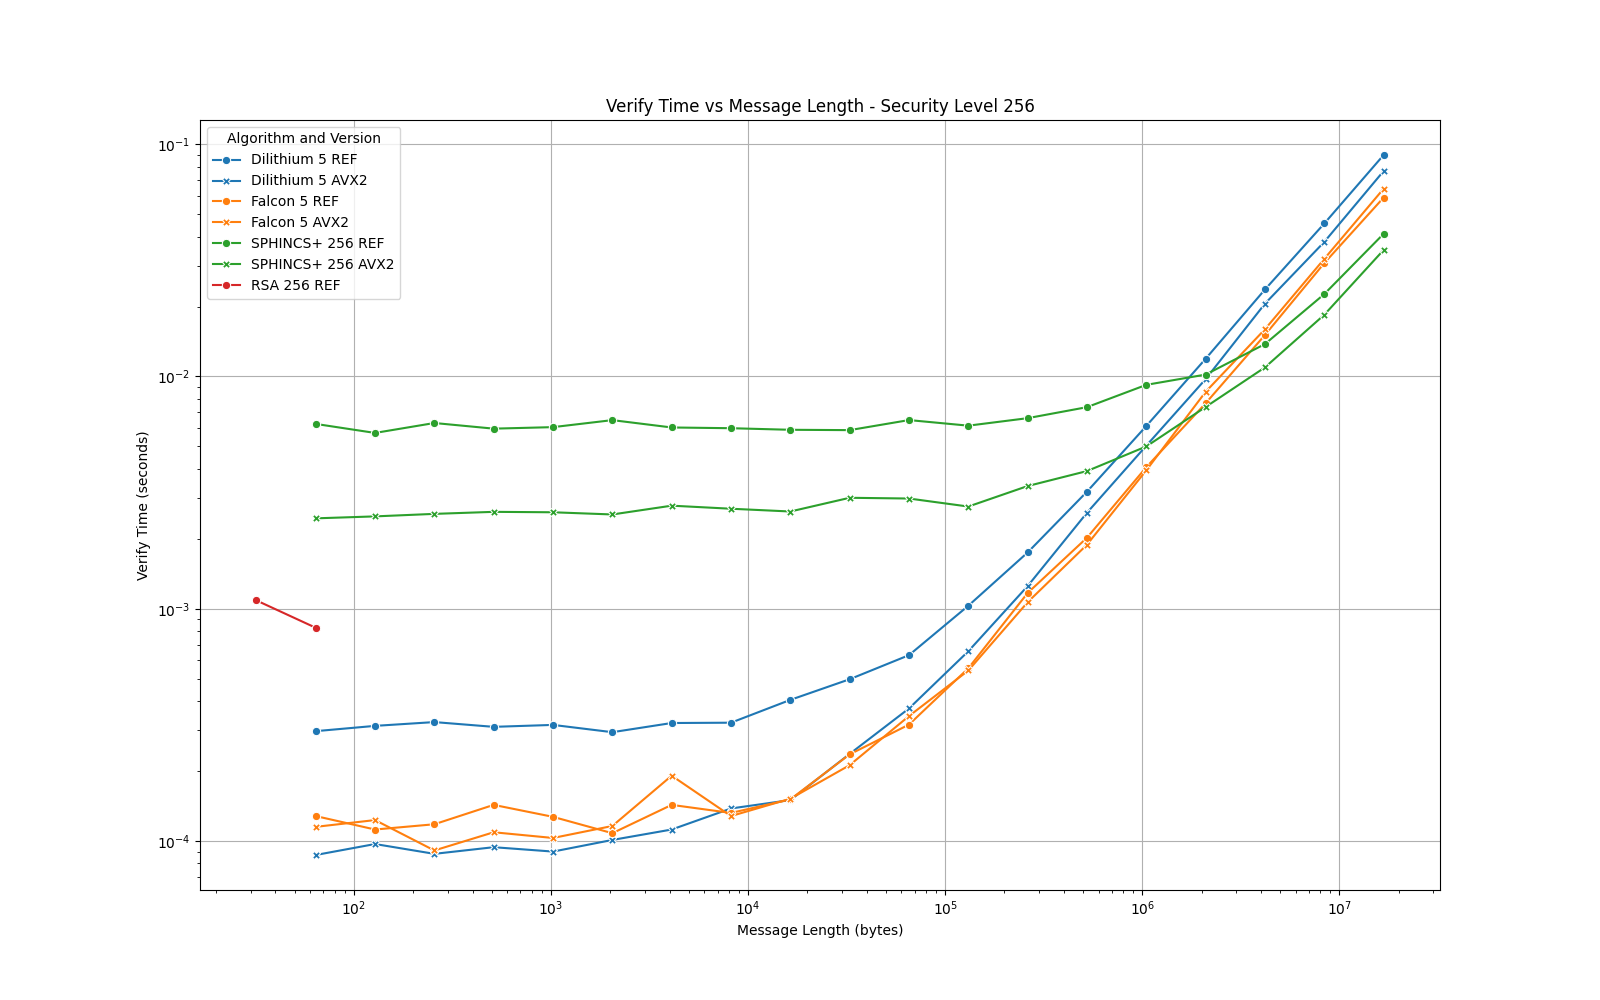 Verify Time vs Message Length - Security Level 256
Algorithm and Version
Dilithium 5 REF
Dilithium 5 AVX2
Falcon 5 REF
Falcon 5 AVX2
SPHINCS+ 256 REF
SPHINCS+ 256 AVX2
RSA 256 REF
Verify Time (seconds)
10⁻¹
10⁻²
10⁻³
10⁻⁴
10² 10³ 10⁴ 10⁵ 10⁶ 10⁷
Message Length (bytes)